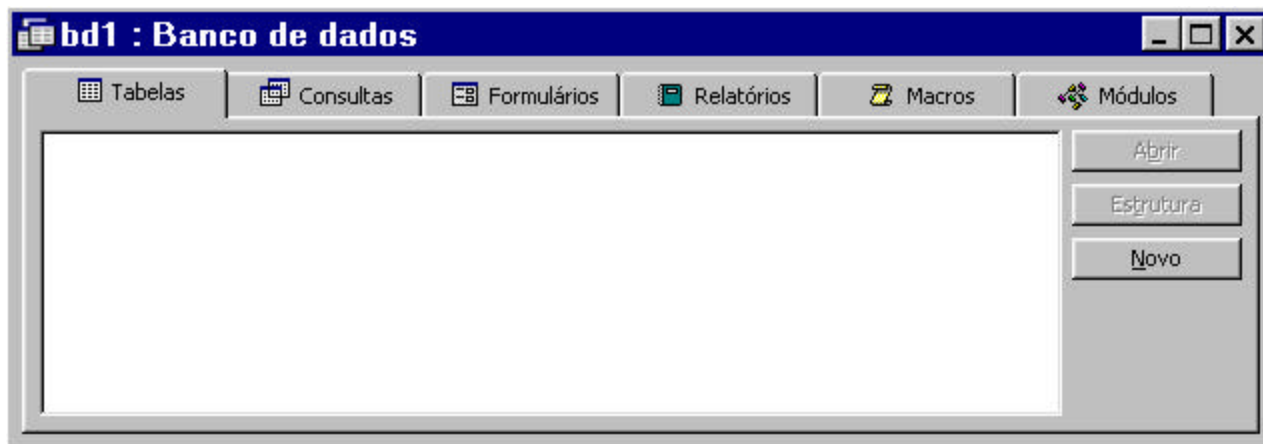 bd1 : Banco de dados
Tabelas Consultas Formulários Relatórios Macros Módulos
Abrir
Estrutura
Novo